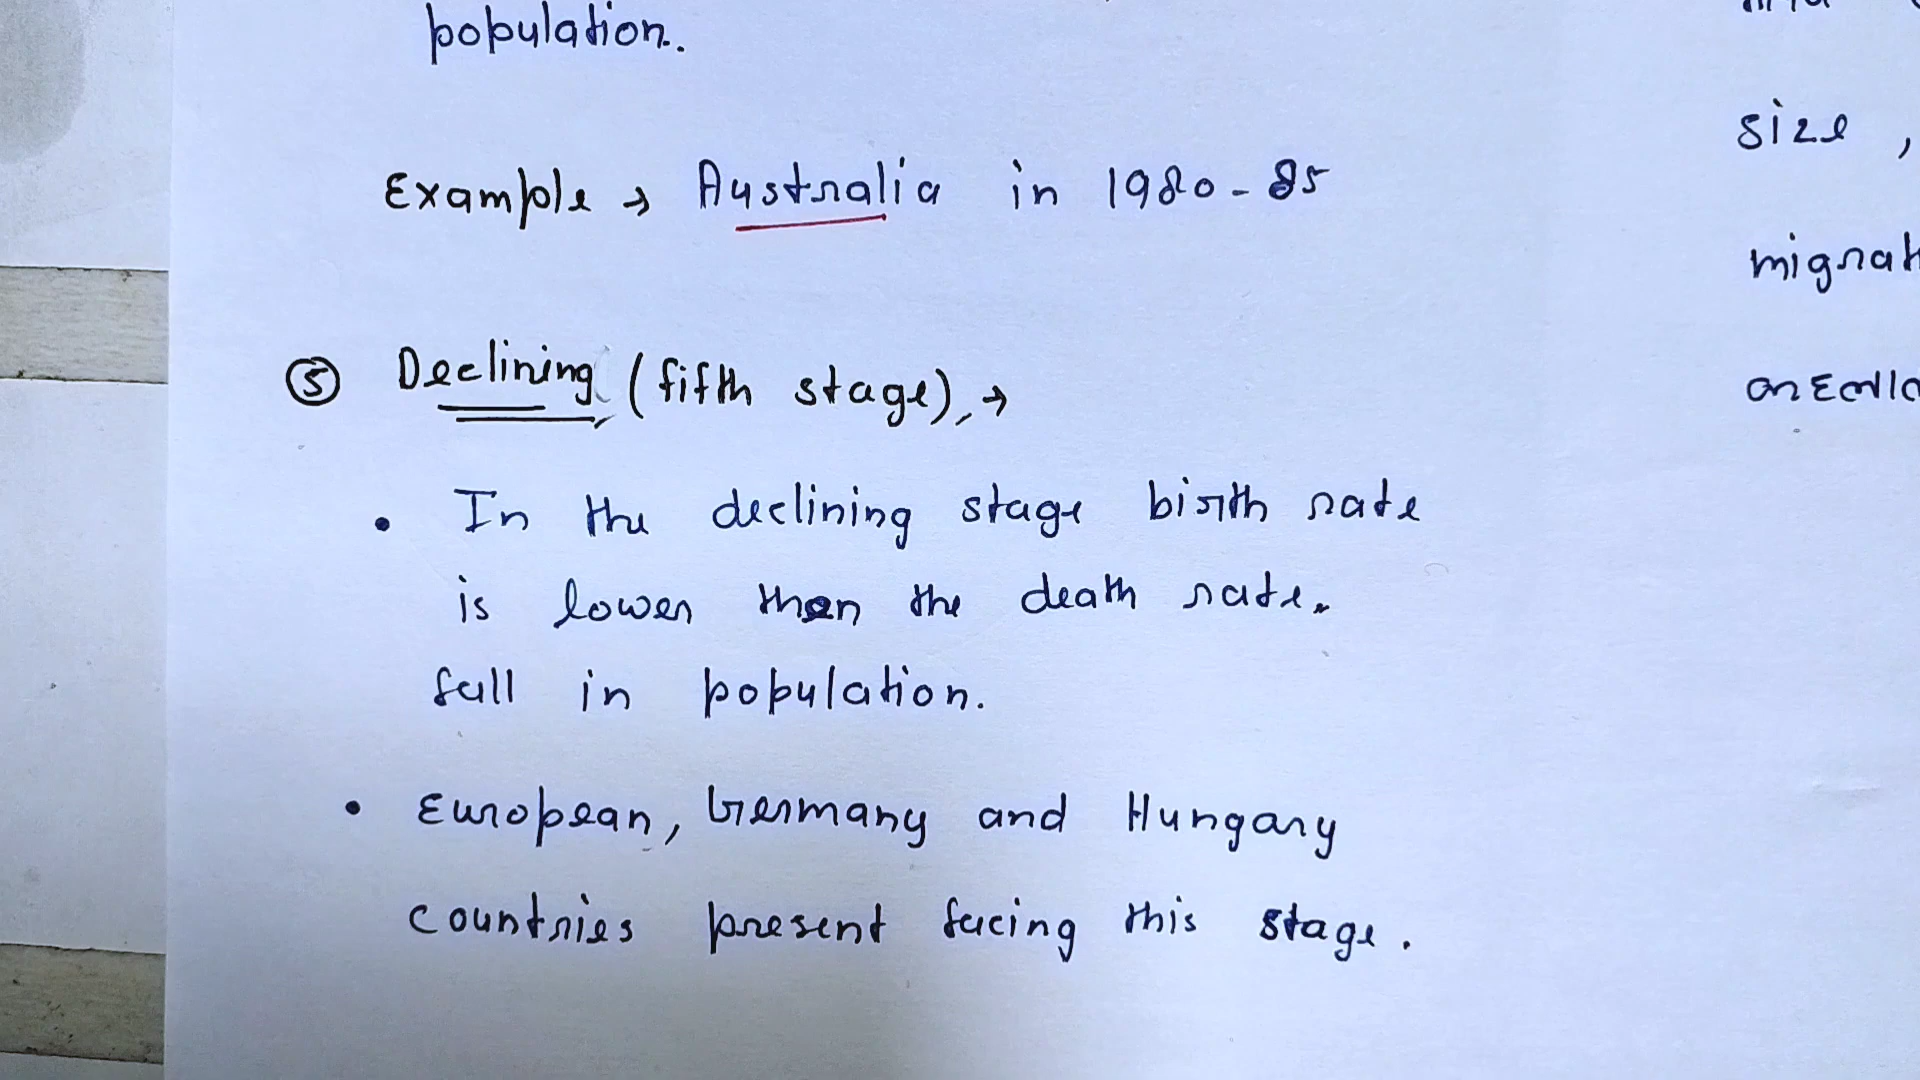 population.
Example → Australia in 1980-85
⑤ Declining (fifth stage), →
• In the declining stage birth rate
is lower than the death rate.
fall in population.
• European, Germany and Hungary
countries present facing this stage.
size,